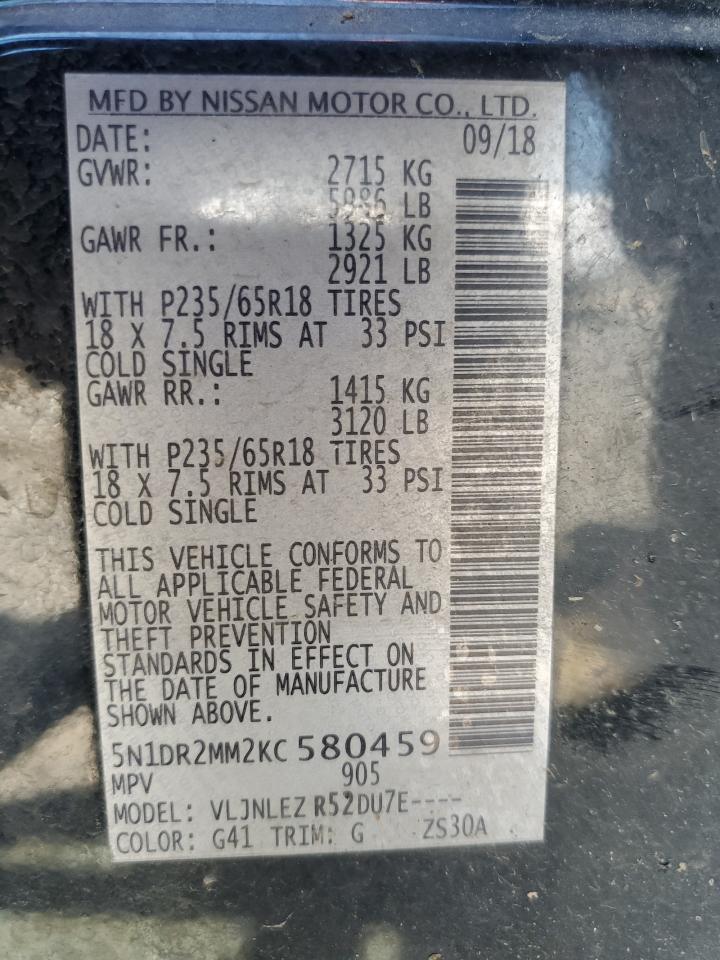 MFD BY NISSAN MOTOR CO., LTD.
DATE: 09/18
GVWR: 2715 KG
5986 LB
GAWR FR.: 1325 KG
2921 LB
WITH P235/65R18 TIRES
18 X 7.5 RIMS AT 33 PSI
COLD SINGLE
GAWR RR.: 1415 KG
3120 LB
WITH P235/65R18 TIRES
18 X 7.5 RIMS AT 33 PSI
COLD SINGLE
THIS VEHICLE CONFORMS TO
ALL APPLICABLE FEDERAL
MOTOR VEHICLE SAFETY AND
THEFT PREVENTION
STANDARDS IN EFFECT ON
THE DATE OF MANUFACTURE
SHOWN ABOVE.
5N1DR2MM2KC 580459
MPV 905
MODEL: VLJNLEZ R52DU7E----
COLOR: G41 TRIM: G ZS30A